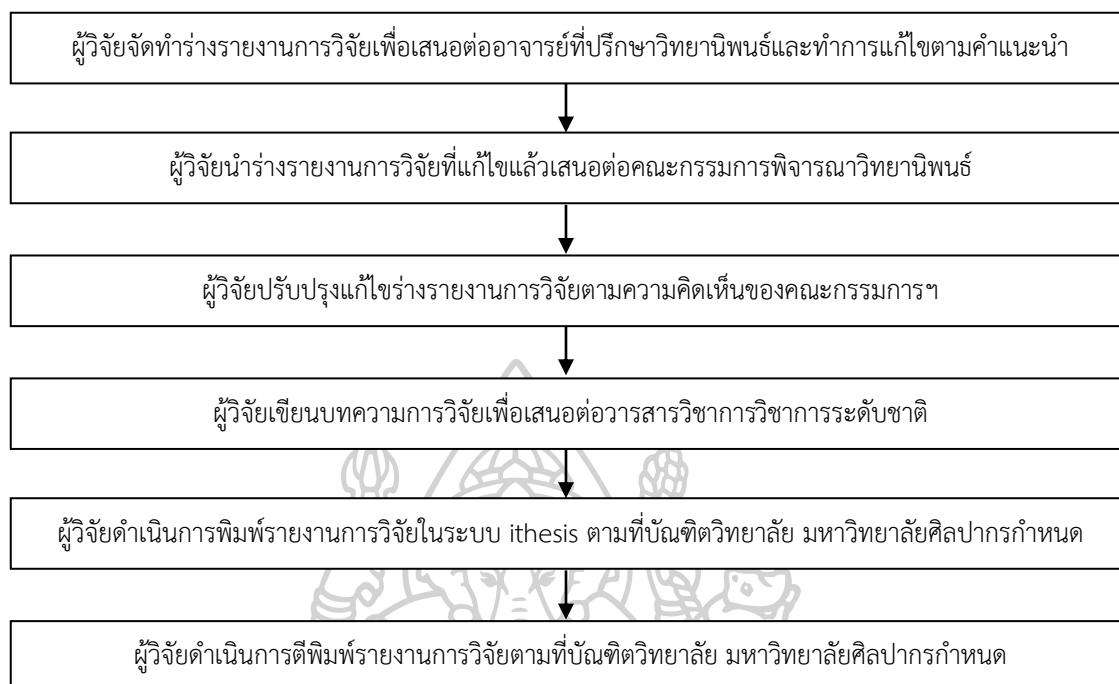 ผู้วิจัยจัดทำร่างรายงานการวิจัยเพื่อเสนอต่ออาจารย์ที่ปรึกษาวิทยานิพนธ์และทำการแก้ไขตามคำแนะนำ
ผู้วิจัยนำร่างรายงานการวิจัยที่แก้ไขแล้วเสนอต่อคณะกรรมการพิจารณาวิทยานิพนธ์
ผู้วิจัยปรับปรุงแก้ไขร่างรายงานการวิจัยตามความคิดเห็นของคณะกรรมการฯ
ผู้วิจัยเขียนบทความการวิจัยเพื่อเสนอต่อวารสารวิชาการวิชาการระดับชาติ
ผู้วิจัยดำเนินการพิมพ์รายงานการวิจัยในระบบ ithesis ตามที่บัณฑิตวิทยาลัย มหาวิทยาลัยศิลปากรกำหนด
ผู้วิจัยดำเนินการตีพิมพ์รายงานการวิจัยตามที่บัณฑิตวิทยาลัย มหาวิทยาลัยศิลปากรกำหนด